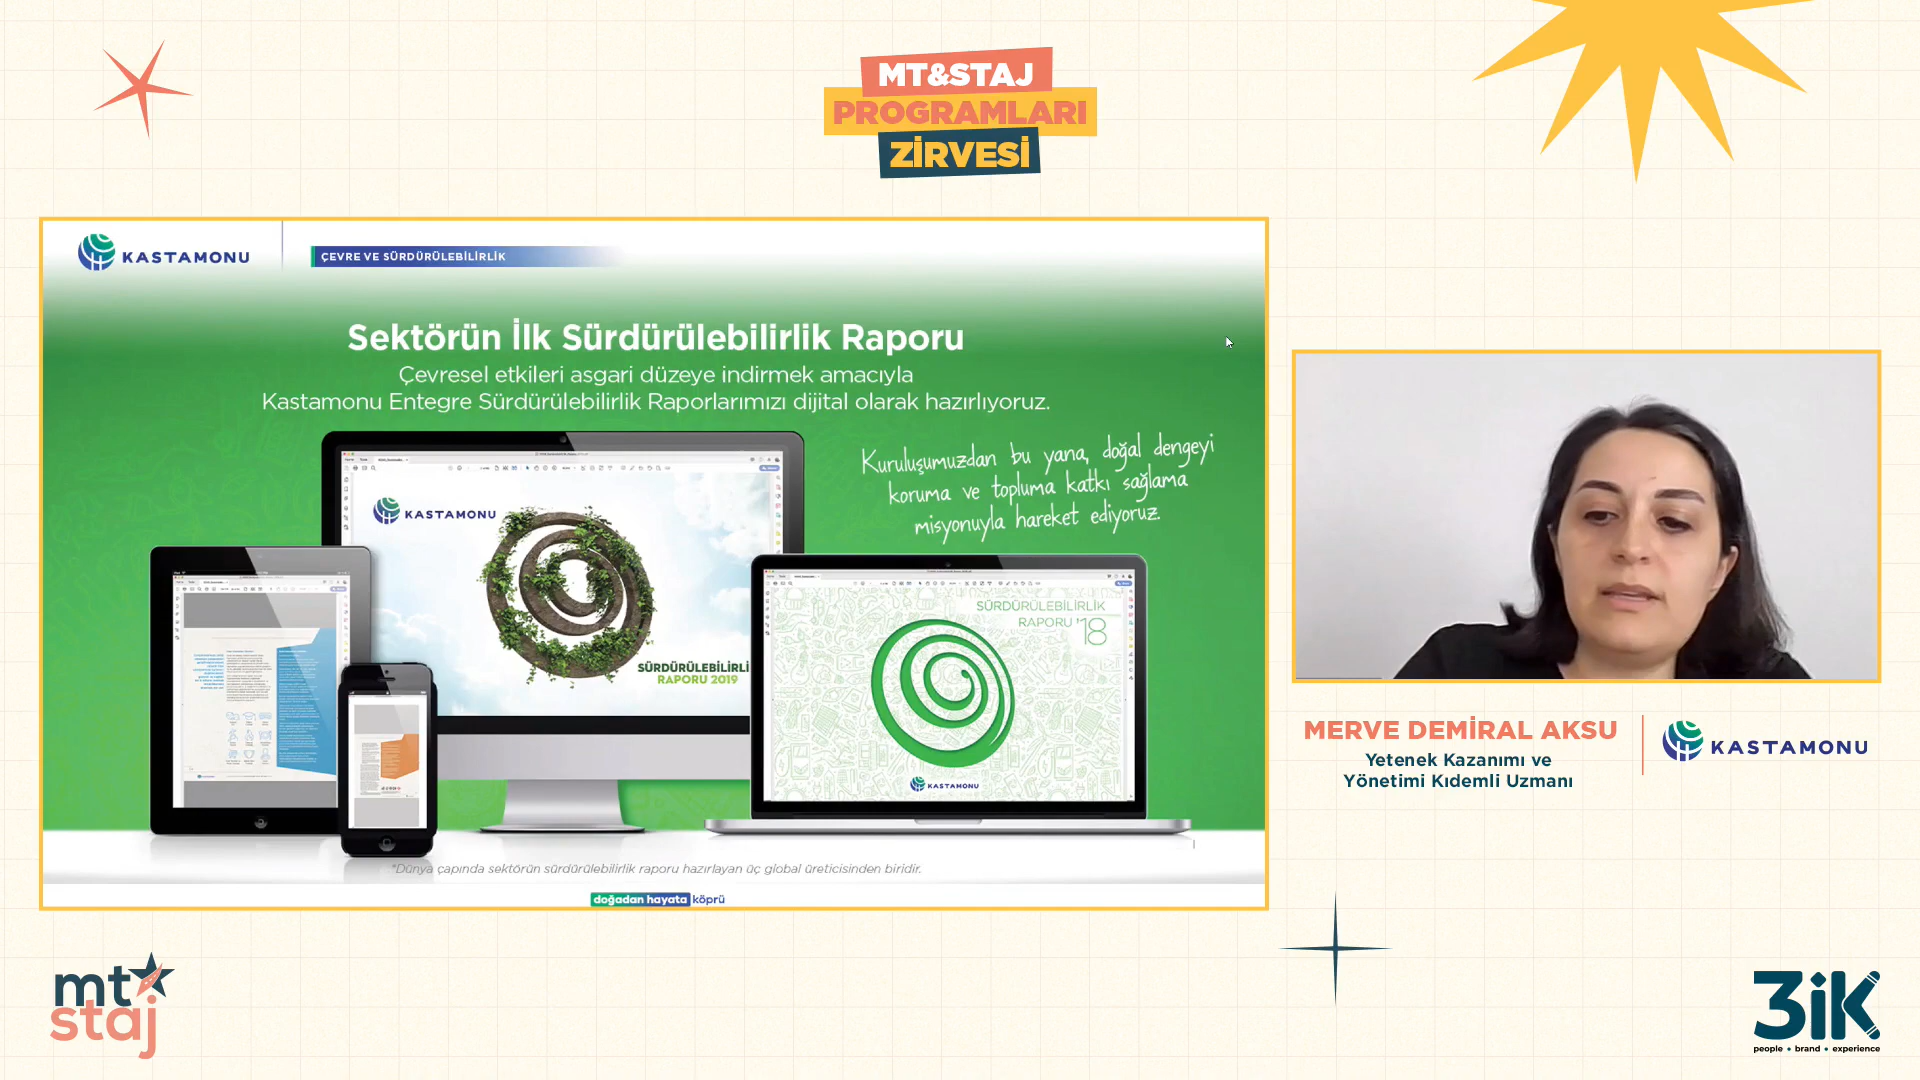 MT&STAJ
PROGRAMLARI
ZİRVESİ
KASTAMONU
ÇEVRE VE SÜRDÜRÜLEBİLİRLİK
Sektörün İlk Sürdürülebilirlik Raporu
Çevresel etkileri asgari düzeye indirmek amacıyla
Kastamonu Entegre Sürdürülebilirlik Raporlarımızı dijital olarak hazırlıyoruz.
Kuruluşumuzdan bu yana, doğal dengeyi
koruma ve topluma katkı sağlama
misyonuyla hareket ediyoruz.
KASTAMONU
SÜRDÜRÜLEBİLİRLİ
RAPORU 2019
SÜRDÜRÜLEBİLİRLİK
RAPORU '18
KASTAMONU
*Dünya çapında sektörün sürdürülebilirlik raporu hazırlayan üç global üreticisinden biridir.
doğadan hayata köprü
MERVE DEMİRAL AKSU
Yetenek Kazanımı ve
Yönetimi Kıdemli Uzmanı
KASTAMONU
mt
staj
3iK
people • brand • experience